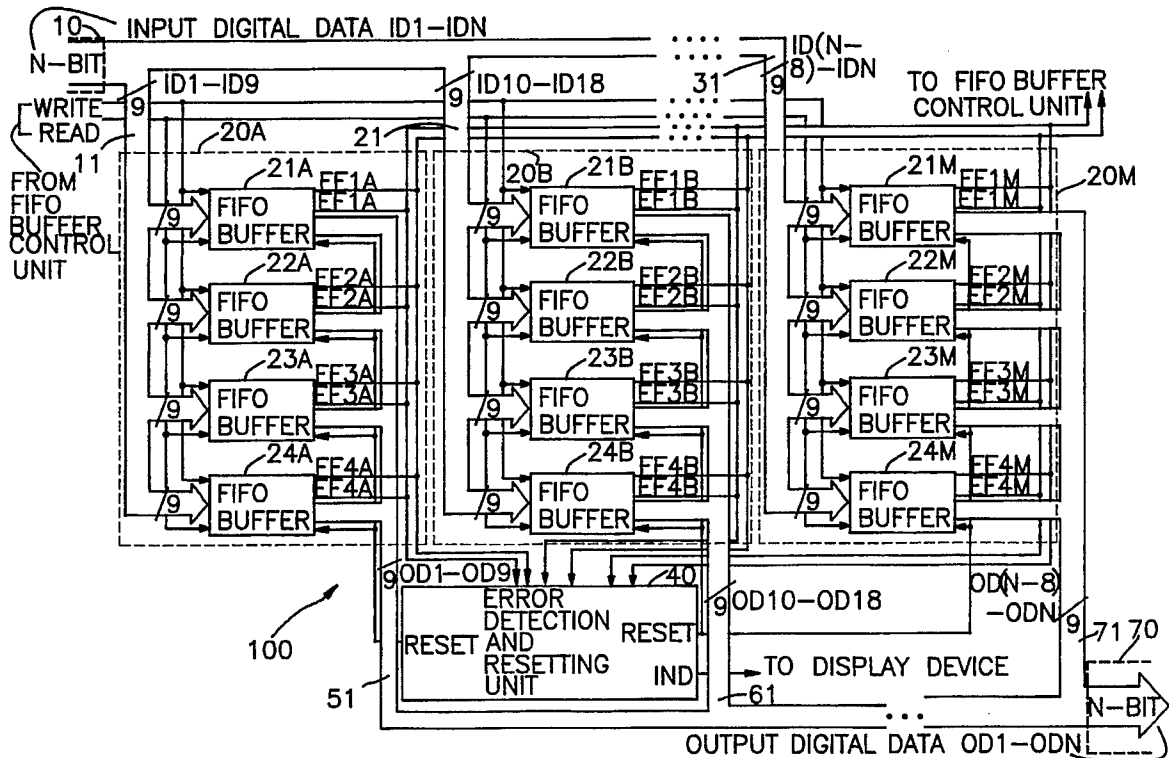 10
INPUT DIGITAL DATA ID1-IDN
N-BIT
WRITE
READ
11
FROM
FIFO
BUFFER
CONTROL
UNIT
9
ID1-ID9
9
ID10-ID18
31
9
ID(N-
8)-IDN
TO FIFO BUFFER
CONTROL
UNIT
20A
21
20B
20M
21A
FIFO
BUFFER
9
EF1A
FF1A
22A
FIFO
BUFFER
9
EF2A
FF2A
23A
FIFO
BUFFER
9
EF3A
FF3A
24A
FIFO
BUFFER
9
EF4A
FF4A
21B
FIFO
BUFFER
9
EF1B
FF1B
22B
FIFO
BUFFER
9
EF2B
FF2B
23B
FIFO
BUFFER
9
EF3B
FF3B
24B
FIFO
BUFFER
9
EF4B
FF4B
21M
FIFO
BUFFER
9
EF1M
FF1M
22M
FIFO
BUFFER
9
EF2M
FF2M
23M
FIFO
BUFFER
9
EF3M
FF3M
24M
FIFO
BUFFER
9
EF4M
FF4M
100
9
OD1-OD9
40
ERROR
DETECTION
AND
RESETTING
UNIT
RESET
RESET
IND
9
OD10-OD18
OD(N-8)
-ODN
9
71
70
TO DISPLAY DEVICE
51
61
N-BIT
OUTPUT DIGITAL DATA OD1-ODN